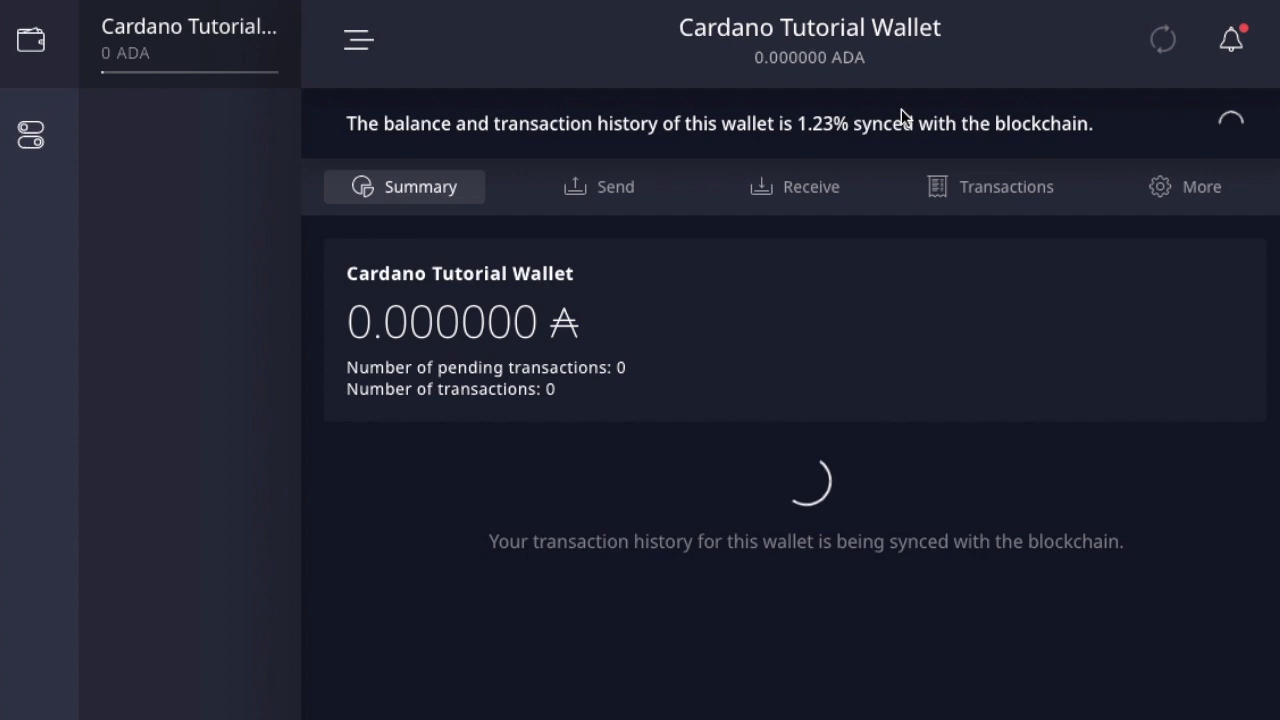 Cardano Tutorial...
0 ADA
Cardano Tutorial Wallet
0.000000 ADA
The balance and transaction history of this wallet is 1.23% synced with the blockchain.
Summary
Send
Receive
Transactions
More
Cardano Tutorial Wallet
0.000000 ₳
Number of pending transactions: 0
Number of transactions: 0
Your transaction history for this wallet is being synced with the blockchain.